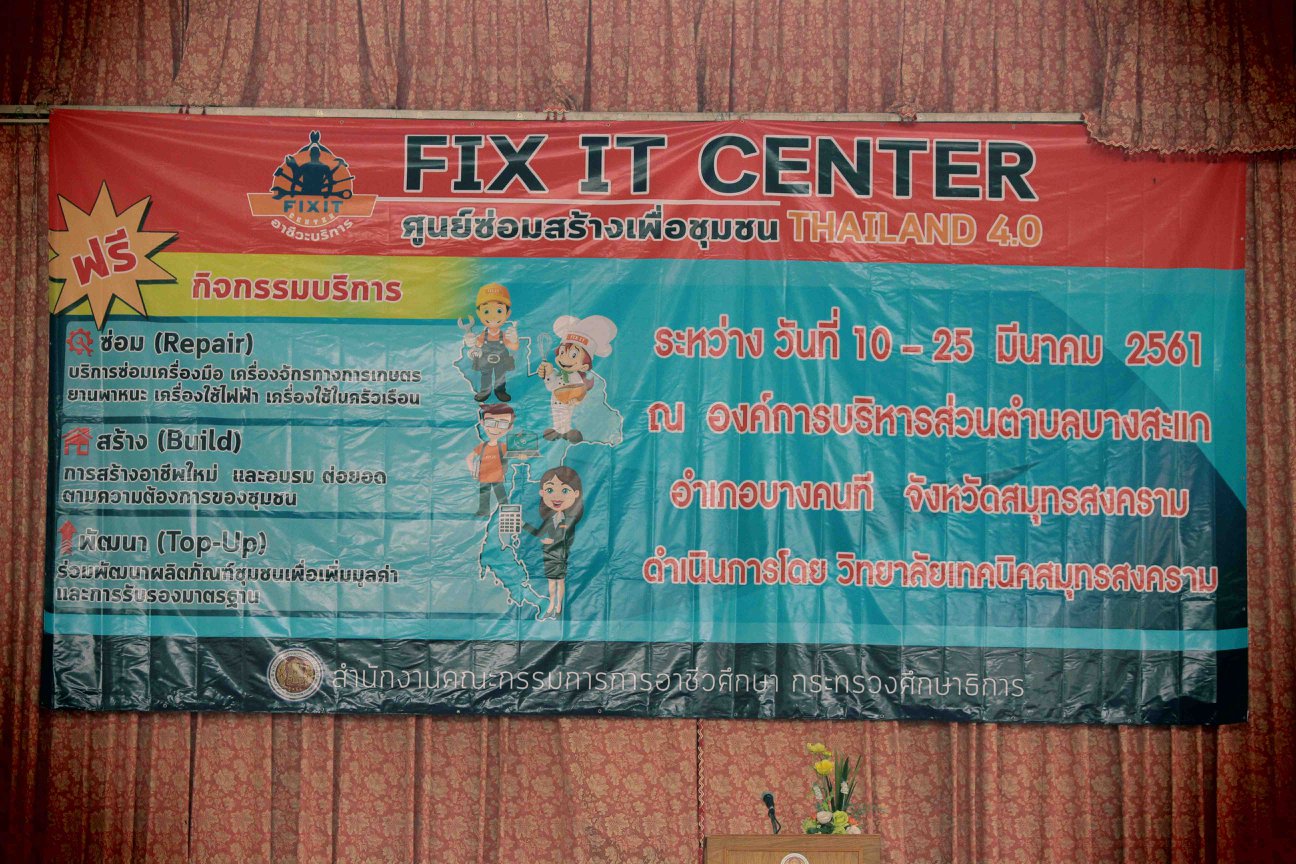 FIX IT CENTER
FIXIT
CENTER
อาชีวะบริการ
ศูนย์ซ่อมสร้างเพื่อชุมชน THAILAND 4.0
ฟรี
กิจกรรมบริการ
ซ่อม (Repair)
บริการซ่อมเครื่องมือ เครื่องจักรทางการเกษตร
ยานพาหนะ เครื่องใช้ไฟฟ้า เครื่องใช้ในครัวเรือน
สร้าง (Build)
การสร้างอาชีพใหม่ และอบรม ต่อยอด
ตามความต้องการของชุมชน
พัฒนา (Top-Up)
ร่วมพัฒนาผลิตภัณฑ์ชุมชนเพื่อเพิ่มมูลค่า
และการรับรองมาตรฐาน
ระหว่าง วันที่ 10 – 25 มีนาคม 2561
ณ องค์การบริหารส่วนตำบลบางสะแก
อำเภอบางคนที จังหวัดสมุทรสงคราม
ดำเนินการโดย วิทยาลัยเทคนิคสมุทรสงคราม
สำนักงานคณะกรรมการการอาชีวศึกษา กระทรวงศึกษาธิการ